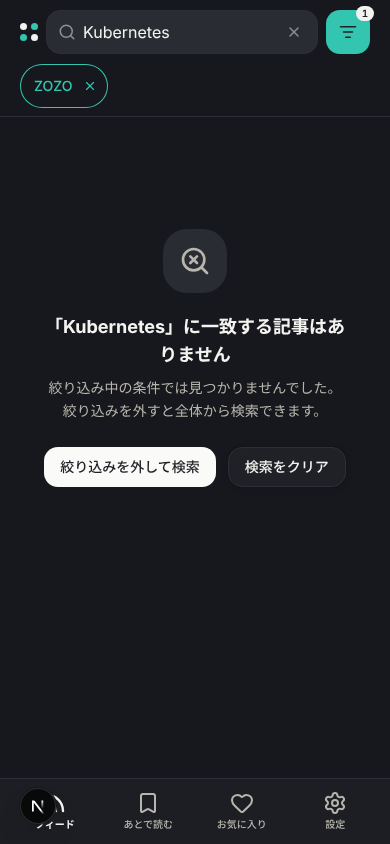 Kubernetes
1
ZOZO
「Kubernetes」に一致する記事はあ
りません
絞り込み中の条件では見つかりませんでした。
絞り込みを外すと全体から検索できます。
絞り込みを外して検索
検索をクリア
N
フィード
あとで読む
お気に入り
設定